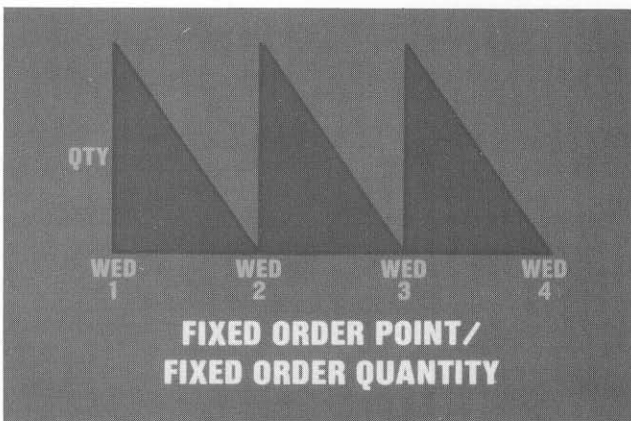 QTY
WED WED WED WED
1 2 3 4
FIXED ORDER POINT/
FIXED ORDER QUANTITY